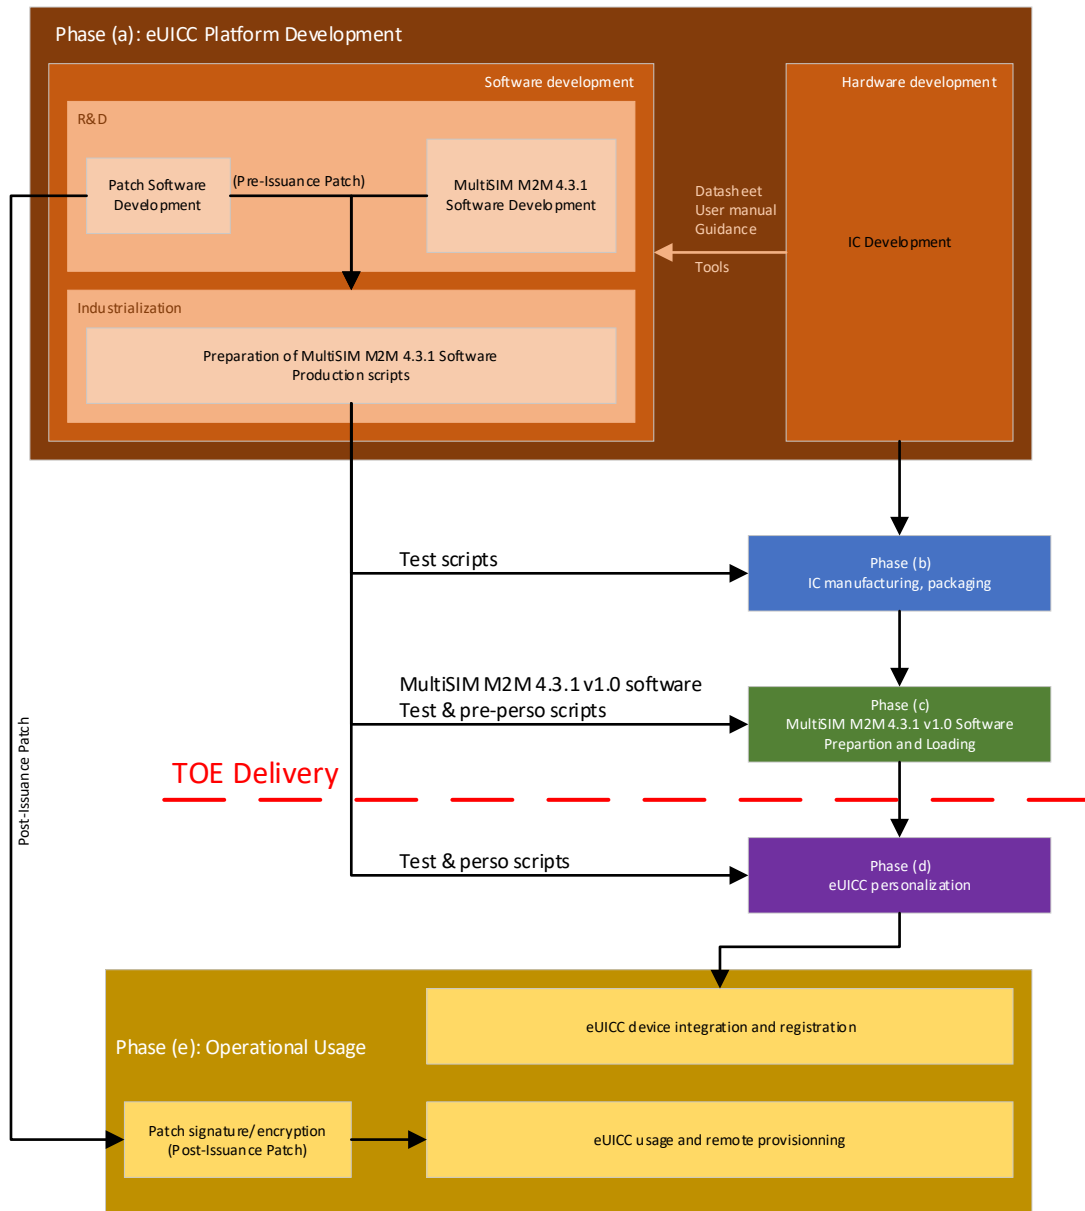 Phase (a): eUICC Platform Development
Software development
Hardware development
R&D
Patch Software
Development
(Pre-Issuance Patch)
MultiSIM M2M 4.3.1
Software Development
Datasheet
User manual
Guidance
Tools
IC Development
Industrialization
Preparation of MultiSIM M2M 4.3.1 Software
Production scripts
Test scripts
Phase (b)
IC manufacturing, packaging
MultiSIM M2M 4.3.1 v1.0 software
Test & pre-perso scripts
Phase (c)
MultiSIM M2M 4.3.1 v1.0 Software
Prepartion and Loading
Post-Issuance Patch
TOE Delivery
Test & perso scripts
Phase (d)
eUICC personalization
eUICC device integration and registration
Phase (e): Operational Usage
Patch signature/encryption
(Post-Issuance Patch)
eUICC usage and remote provisionning